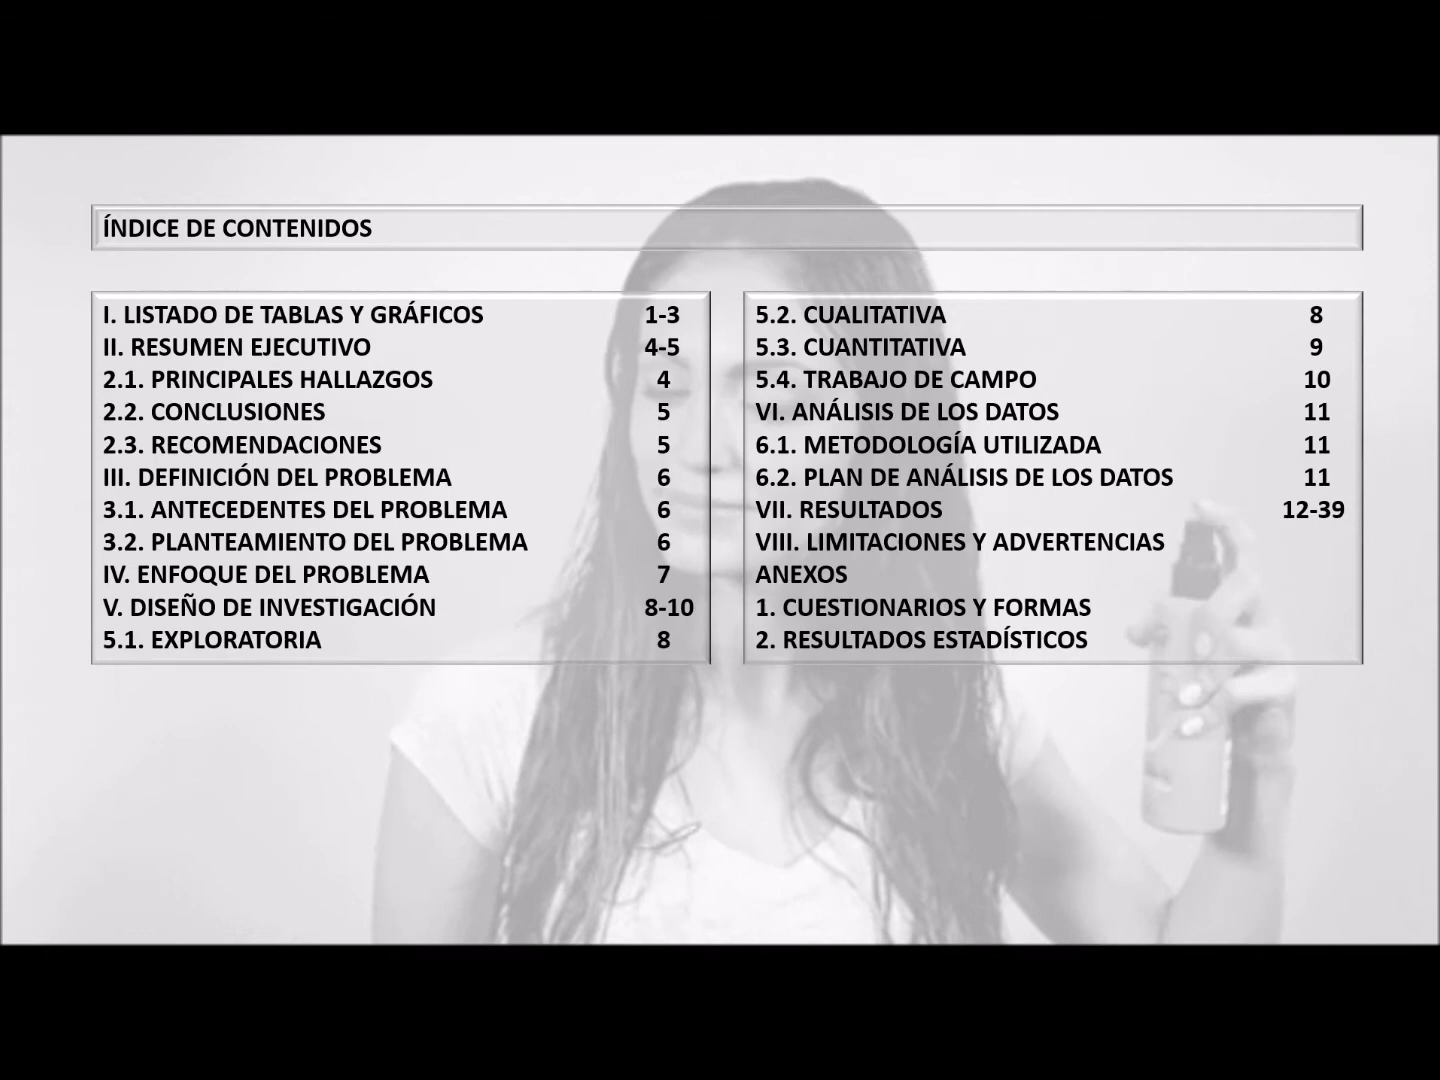 ÍNDICE DE CONTENIDOS
I. LISTADO DE TABLAS Y GRÁFICOS 1-3
II. RESUMEN EJECUTIVO 4-5
2.1. PRINCIPALES HALLAZGOS 4
2.2. CONCLUSIONES 5
2.3. RECOMENDACIONES 5
III. DEFINICIÓN DEL PROBLEMA 6
3.1. ANTECEDENTES DEL PROBLEMA 6
3.2. PLANTEAMIENTO DEL PROBLEMA 6
IV. ENFOQUE DEL PROBLEMA 7
V. DISEÑO DE INVESTIGACIÓN 8-10
5.1. EXPLORATORIA 8
5.2. CUALITATIVA 8
5.3. CUANTITATIVA 9
5.4. TRABAJO DE CAMPO 10
VI. ANÁLISIS DE LOS DATOS 11
6.1. METODOLOGÍA UTILIZADA 11
6.2. PLAN DE ANÁLISIS DE LOS DATOS 11
VII. RESULTADOS 12-39
VIII. LIMITACIONES Y ADVERTENCIAS
ANEXOS
1. CUESTIONARIOS Y FORMAS
2. RESULTADOS ESTADÍSTICOS